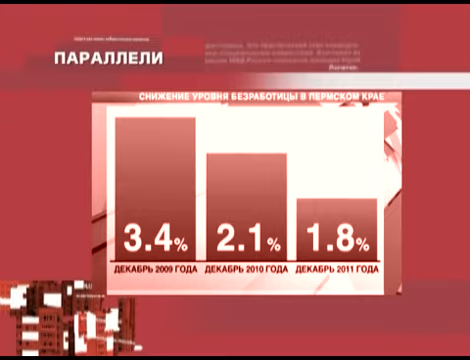 ПАРАЛЛЕЛИ
СНИЖЕНИЕ УРОВНЯ БЕЗРАБОТИЦЫ В ПЕРМСКОМ КРАЕ
3.4% 2.1% 1.8%
ДЕКАБРЬ 2009 ГОДА ДЕКАБРЬ 2010 ГОДА ДЕКАБРЬ 2011 ГОДА